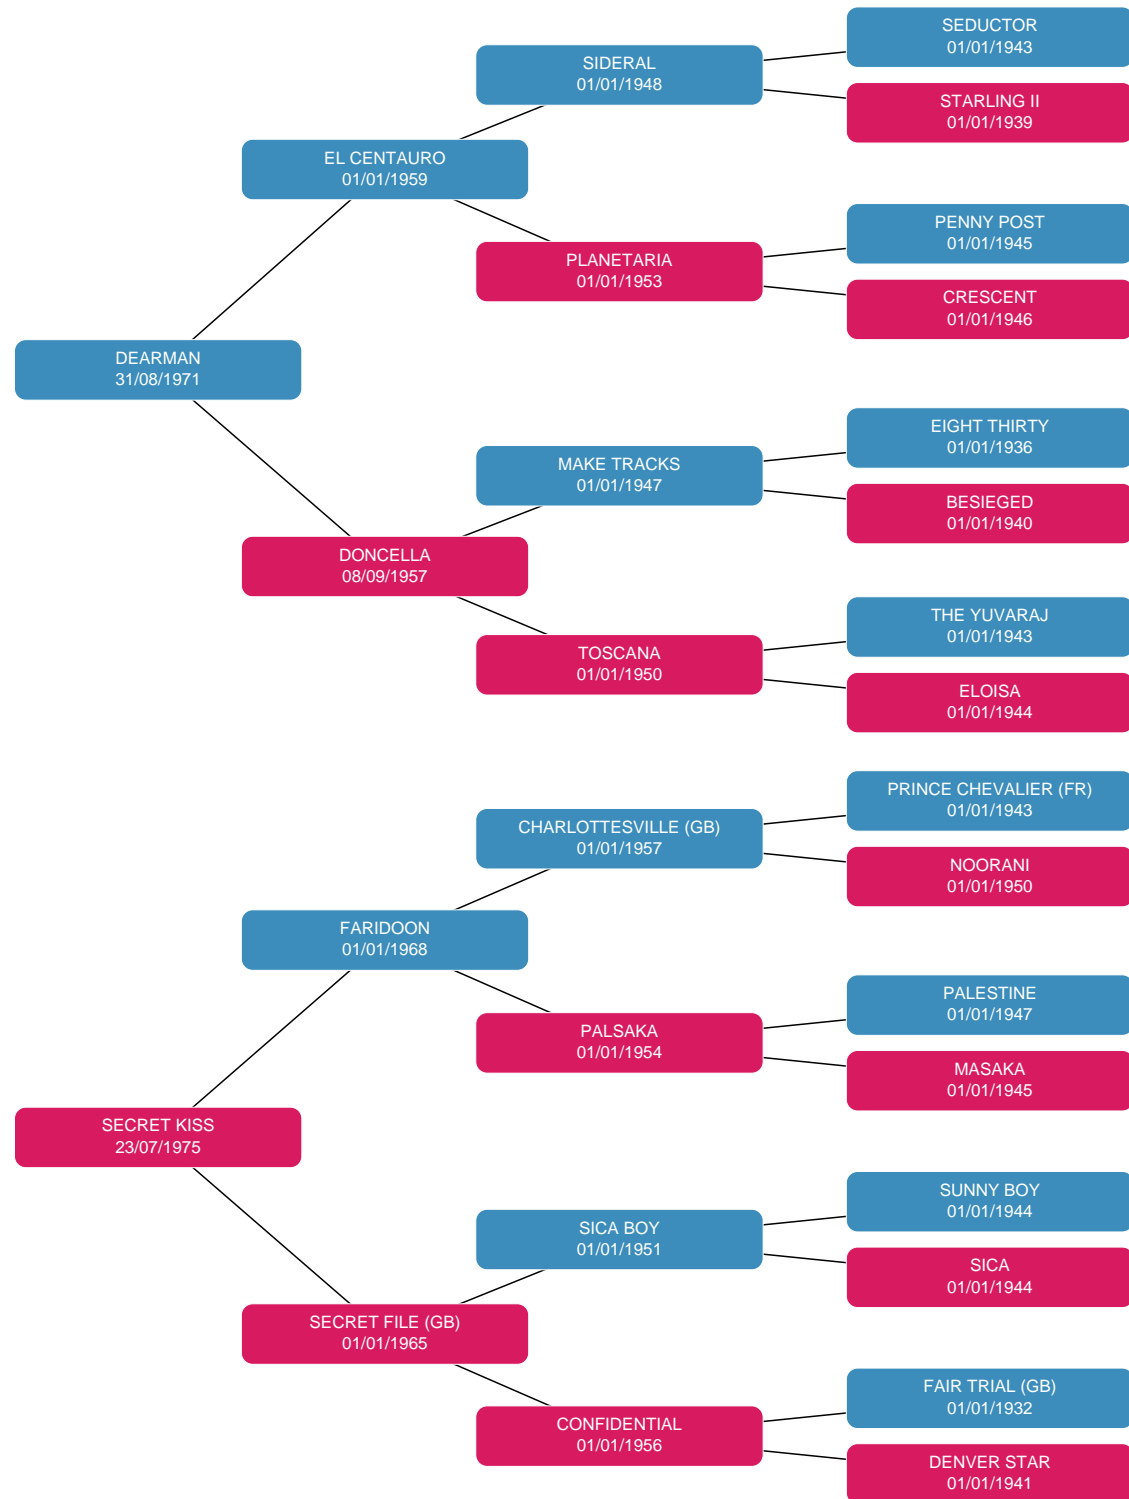 SEDUCTOR
01/01/1943
SIDERAL
01/01/1948
STARLING II
01/01/1939
EL CENTAURO
01/01/1959
PENNY POST
01/01/1945
PLANETARIA
01/01/1953
CRESCENT
01/01/1946
DEARMAN
31/08/1971
EIGHT THIRTY
01/01/1936
MAKE TRACKS
01/01/1947
BESIEGED
01/01/1940
DONCELLA
08/09/1957
THE YUVARAJ
01/01/1943
TOSCANA
01/01/1950
ELOISA
01/01/1944
PRINCE CHEVALIER (FR)
01/01/1943
CHARLOTTESVILLE (GB)
01/01/1957
NOORANI
01/01/1950
FARIDOON
01/01/1968
PALESTINE
01/01/1947
PALSAKA
01/01/1954
MASAKA
01/01/1945
SECRET KISS
23/07/1975
SUNNY BOY
01/01/1944
SICA BOY
01/01/1951
SICA
01/01/1944
SECRET FILE (GB)
01/01/1965
FAIR TRIAL (GB)
01/01/1932
CONFIDENTIAL
01/01/1956
DENVER STAR
01/01/1941